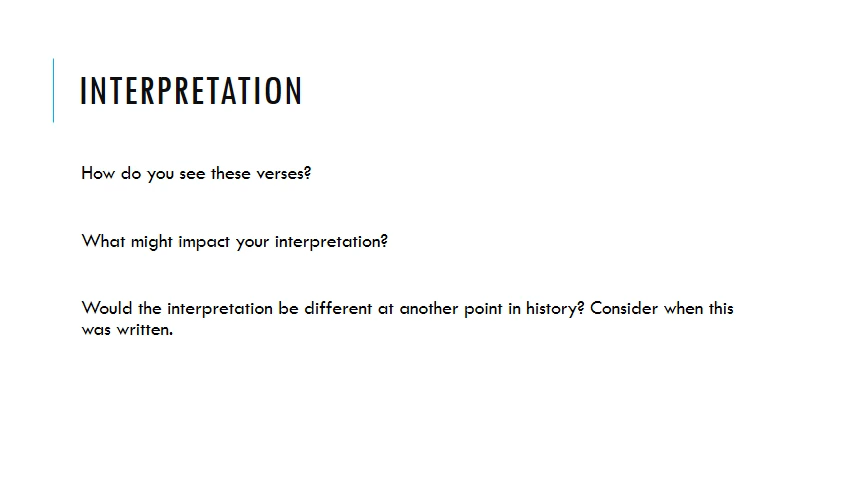 INTERPRETATION
How do you see these verses?
What might impact your interpretation?
Would the interpretation be different at another point in history? Consider when this
was written.